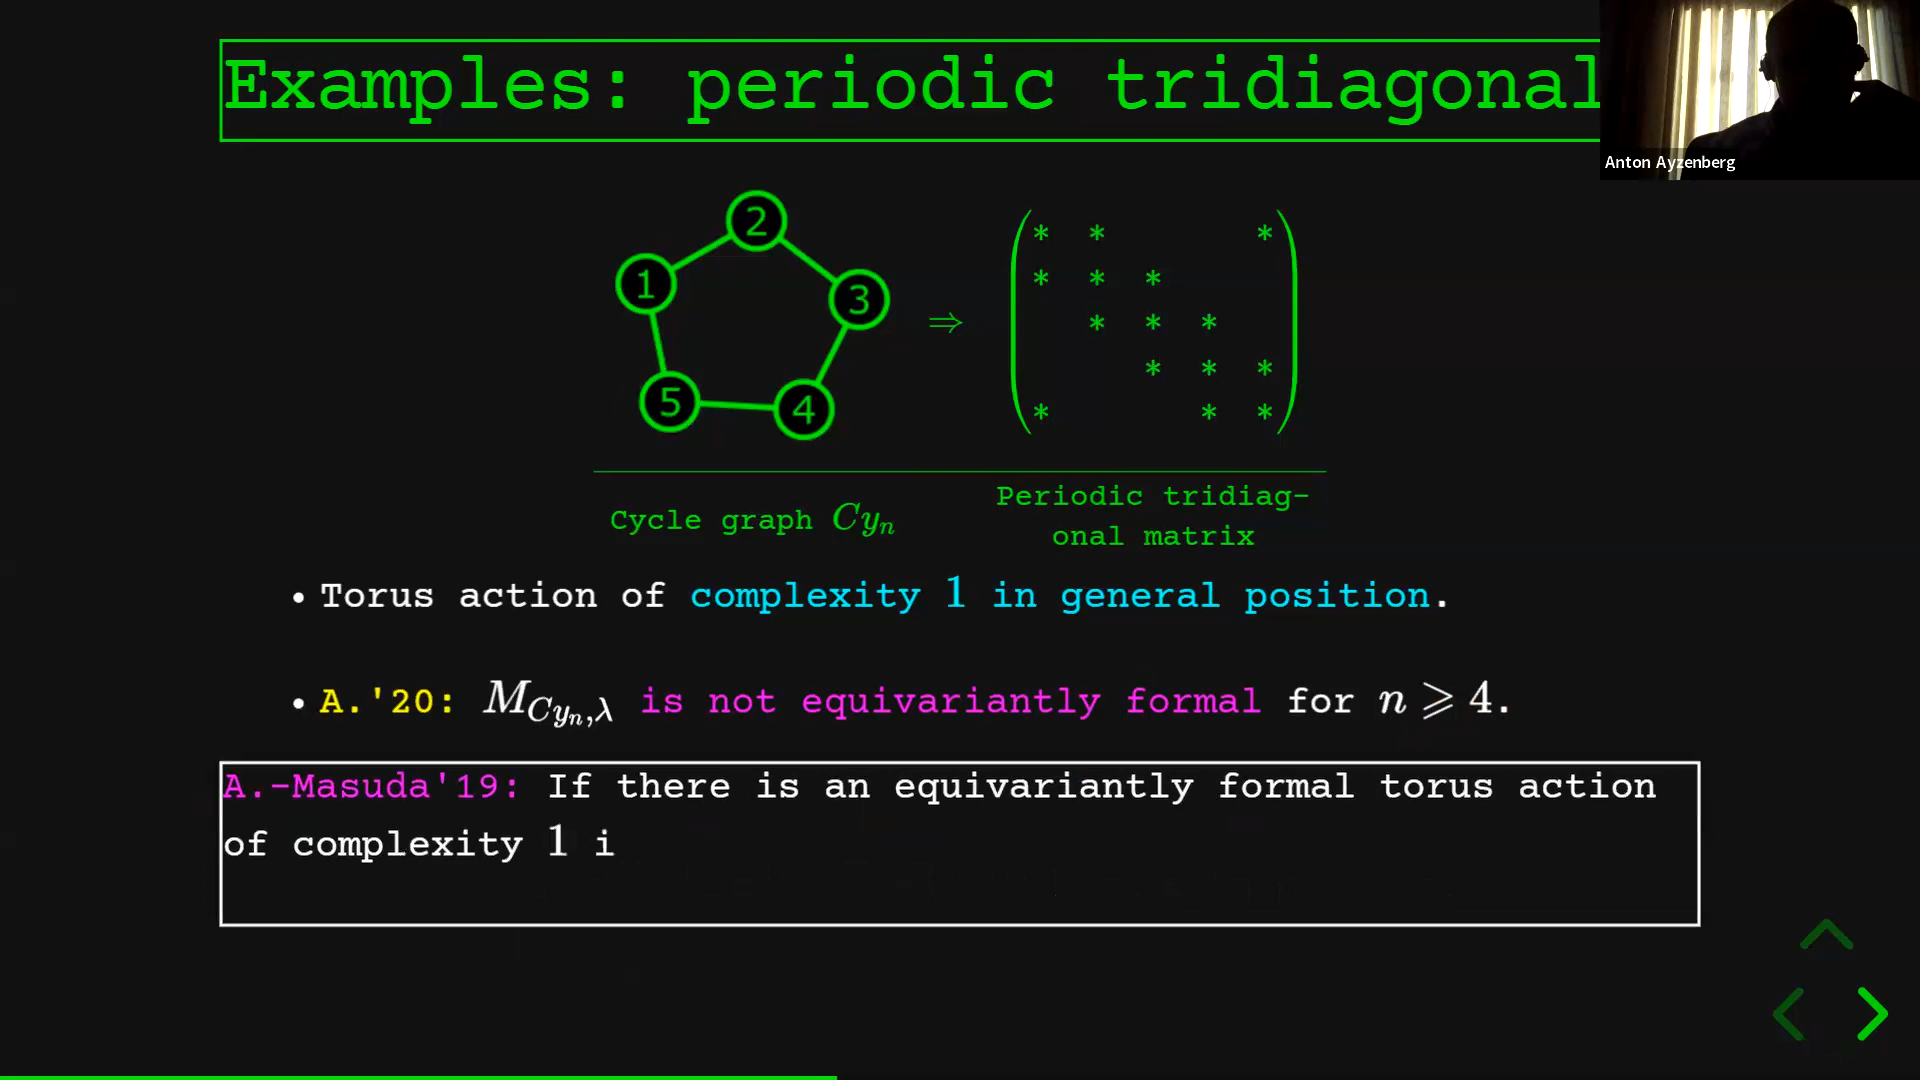 Examples: periodic tridiagonal
Anton Ayzenberg
2
1
3
5
4
⇒
* * *
* * *
* * *
* * *
* * *
Cycle graph Cyₙ
Periodic tridiag-
onal matrix
• Torus action of complexity 1 in general position.
• A.'20: M_{Cyₙ,λ} is not equivariantly formal for n ⩾ 4.
A.-Masuda'19: If there is an equivariantly formal torus action
of complexity 1 i